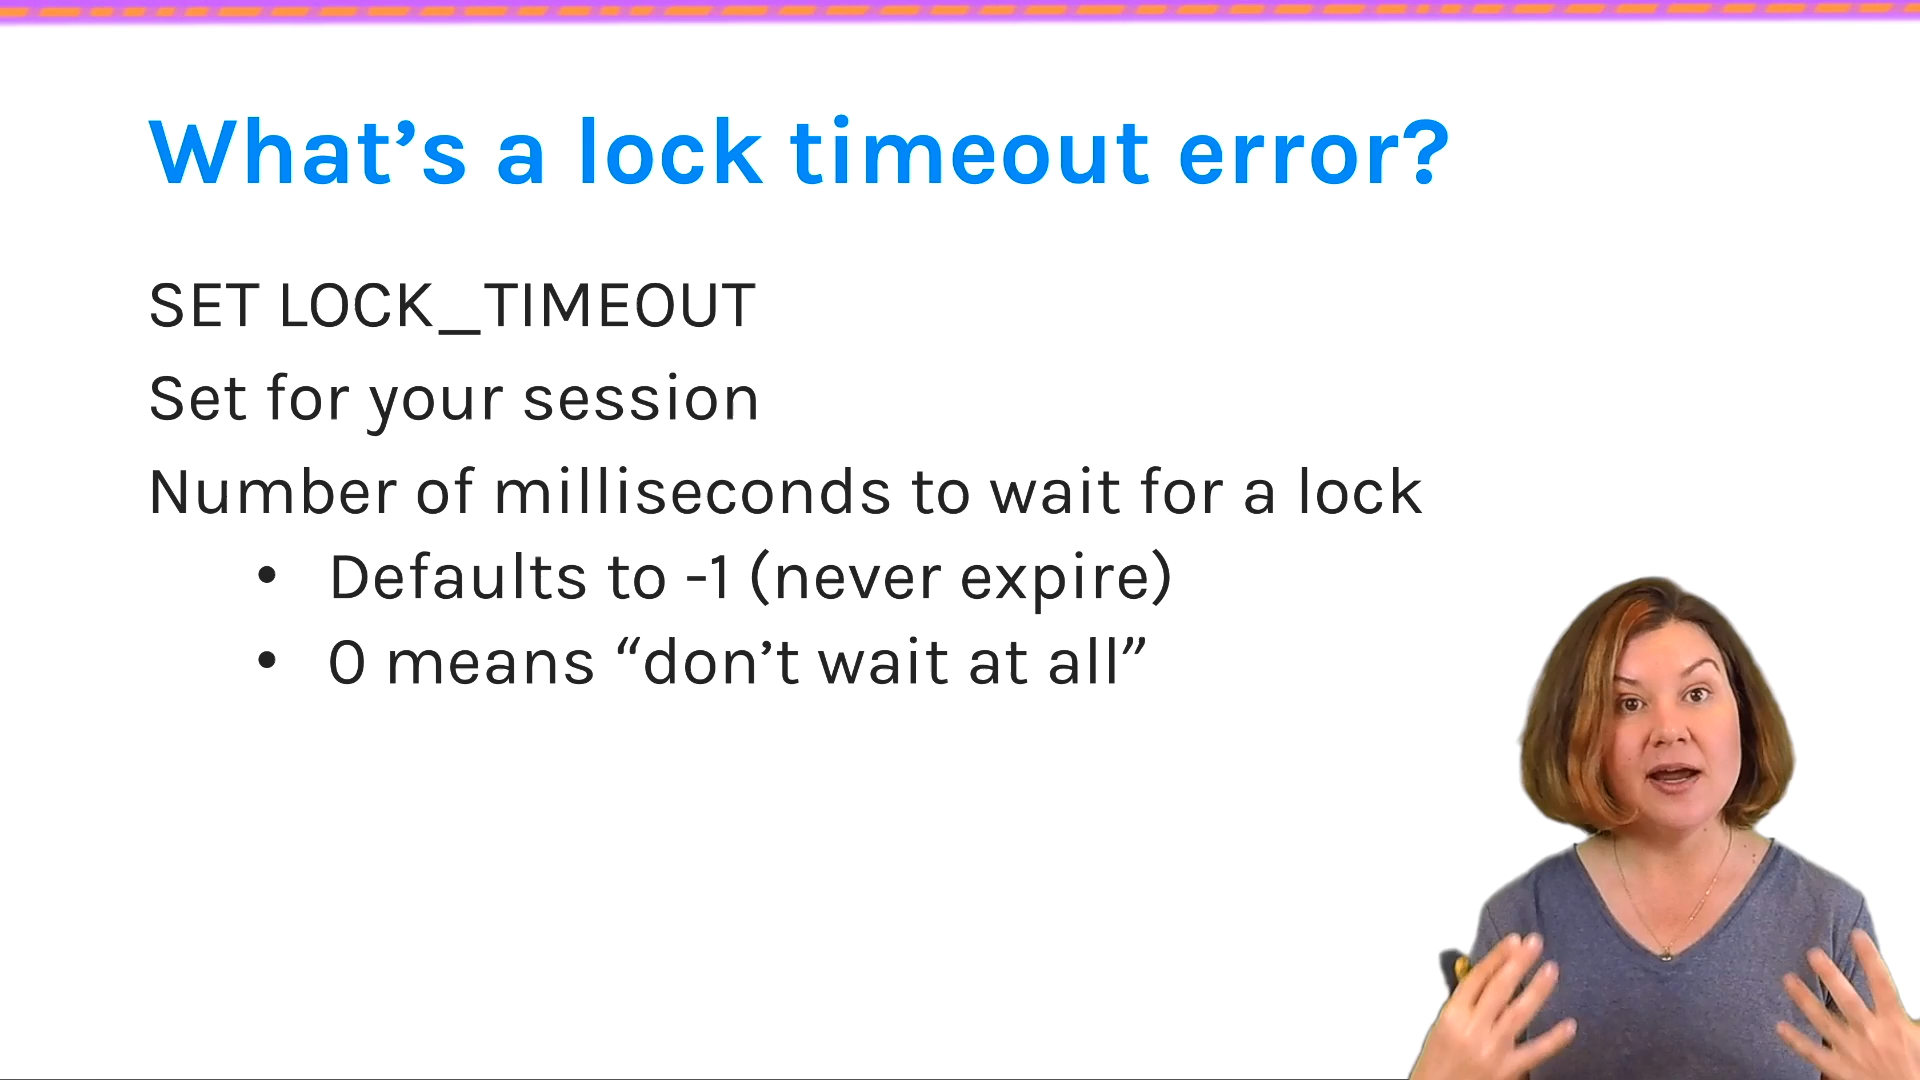 What’s a lock timeout error?
SET LOCK_TIMEOUT
Set for your session
Number of milliseconds to wait for a lock
• Defaults to -1 (never expire)
• 0 means “don’t wait at all”